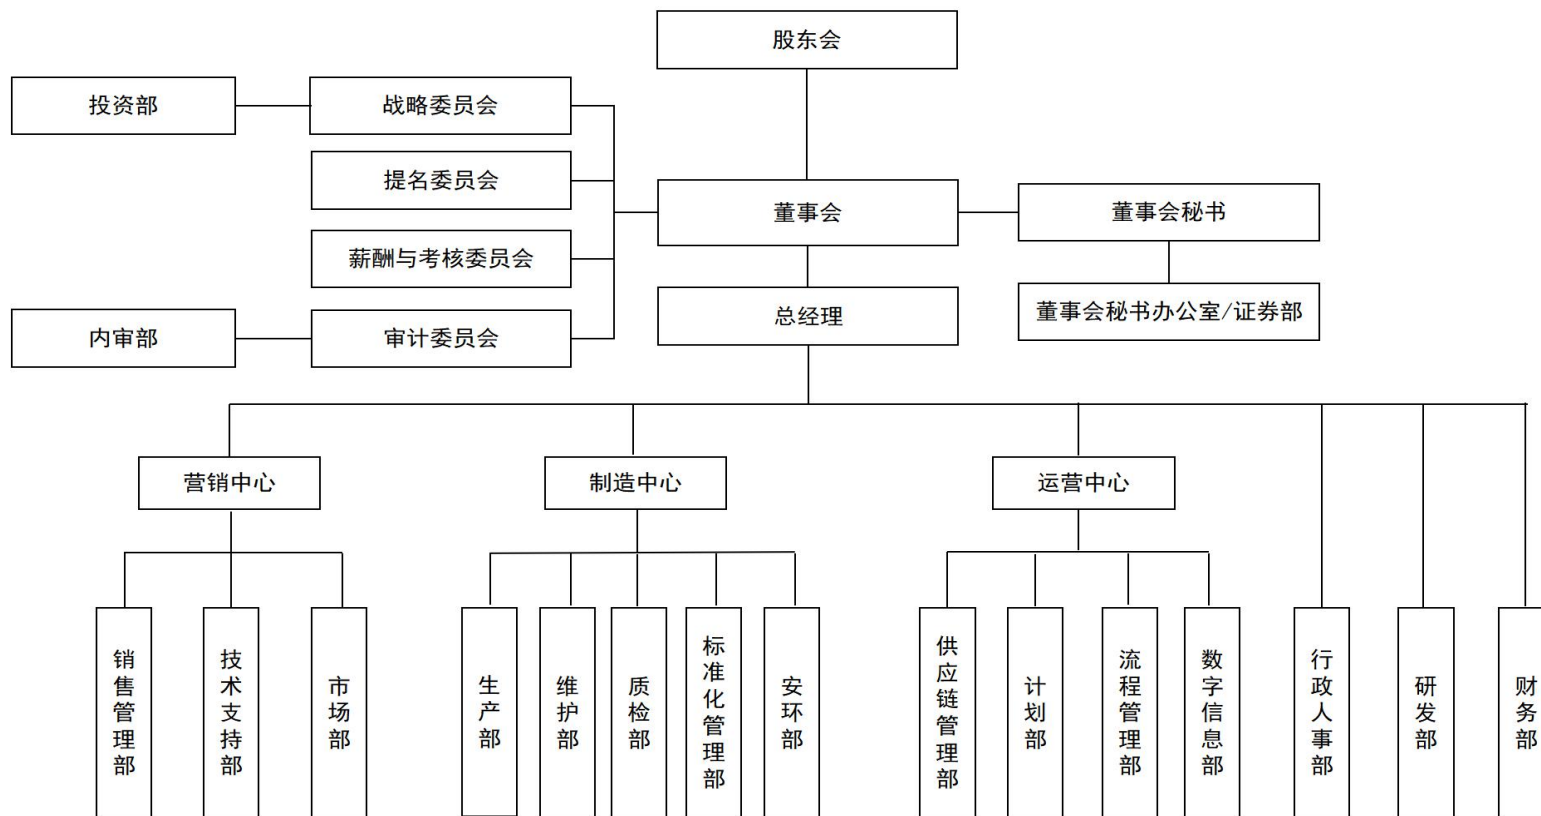 股东会
投资部
战略委员会
提名委员会
董事会
董事会秘书
薪酬与考核委员会
总经理
董事会秘书办公室/证券部
内审部
审计委员会
营销中心
制造中心
运营中心
销售管理部
技术支持部
市场部
生产部
维护部
质检部
标准化管理部
安环部
供应链管理部
计划部
流程管理部
数字信息部
行政人事部
研发部
财务部